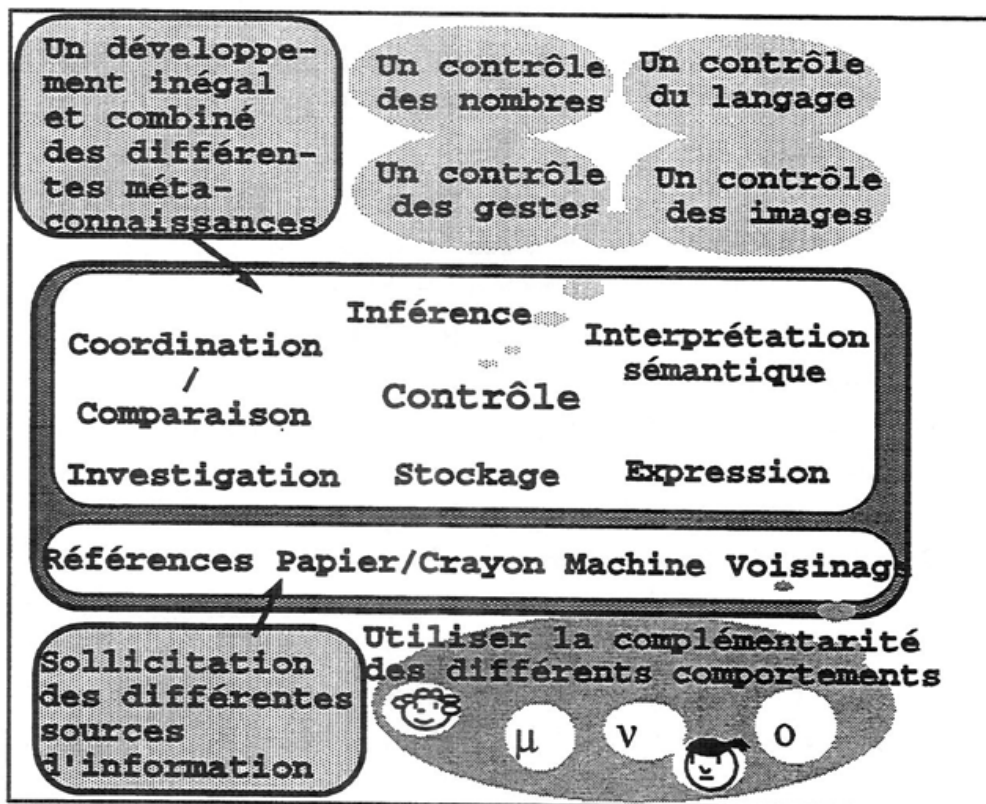 Un développe-
ment inégal
et combiné
des différen-
tes méta-
connaissances
Un contrôle
des nombres
Un contrôle
du langage
Un contrôle
des gestes
Un contrôle
des images
Inférence
Coordination
/
Comparaison
Interprétation
sémantique
Contrôle
Investigation
Stockage
Expression
Références Papier/Crayon Machine Voisinage
Sollicitation
des différentes
sources
d'information
Utiliser la complémentarité
des différents comportements
μ
ν
o